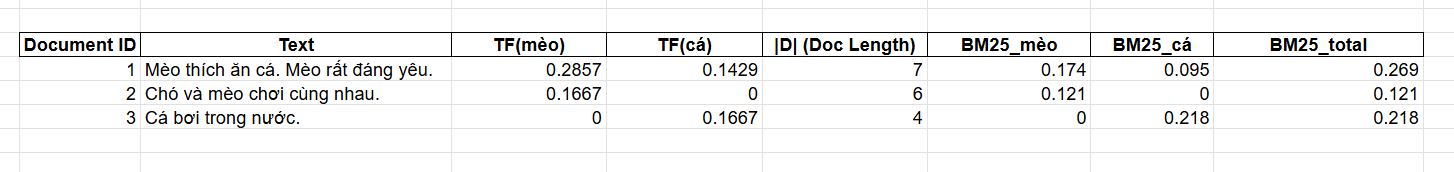 Document ID Text TF(mèo) TF(cá) |D| (Doc Length) BM25_mèo BM25_cá BM25_total
1 Mèo thích ăn cá. Mèo rất đáng yêu. 0.2857 0.1429 7 0.174 0.095 0.269
2 Chó và mèo chơi cùng nhau. 0.1667 0 6 0.121 0 0.121
3 Cá bơi trong nước. 0 0.1667 4 0 0.218 0.218